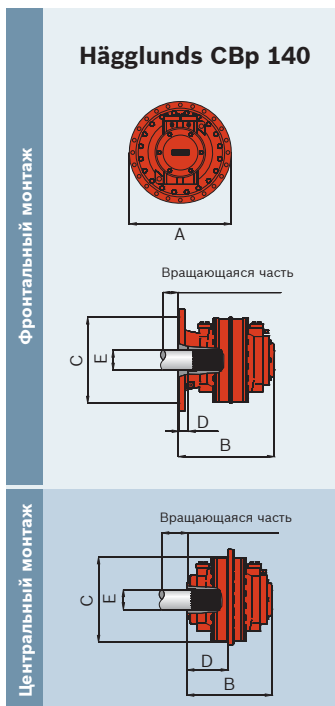 Hägglunds CBp 140
Фронтальный монтаж
A
Вращающаяся часть
C
E
D
B
Центральный монтаж
Вращающаяся часть
C
E
D
B